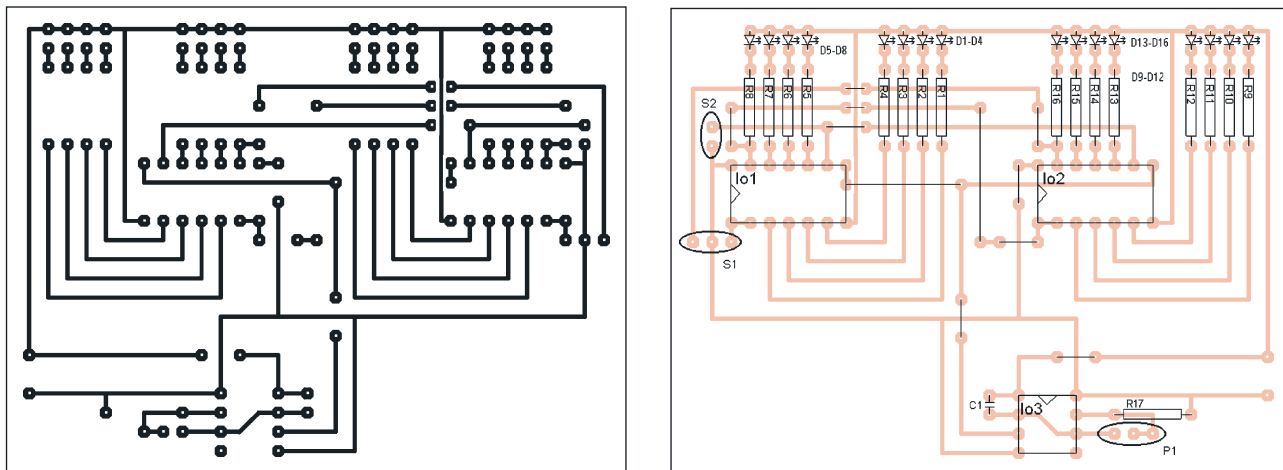 D5-D8
D1-D4
D13-D16
D9-D12
R8
R7
R6
R5
R4
R3
R2
R1
R16
R15
R14
R13
R12
R11
R10
R9
S2
Io1
Io2
S1
C1
Io3
R17
P1